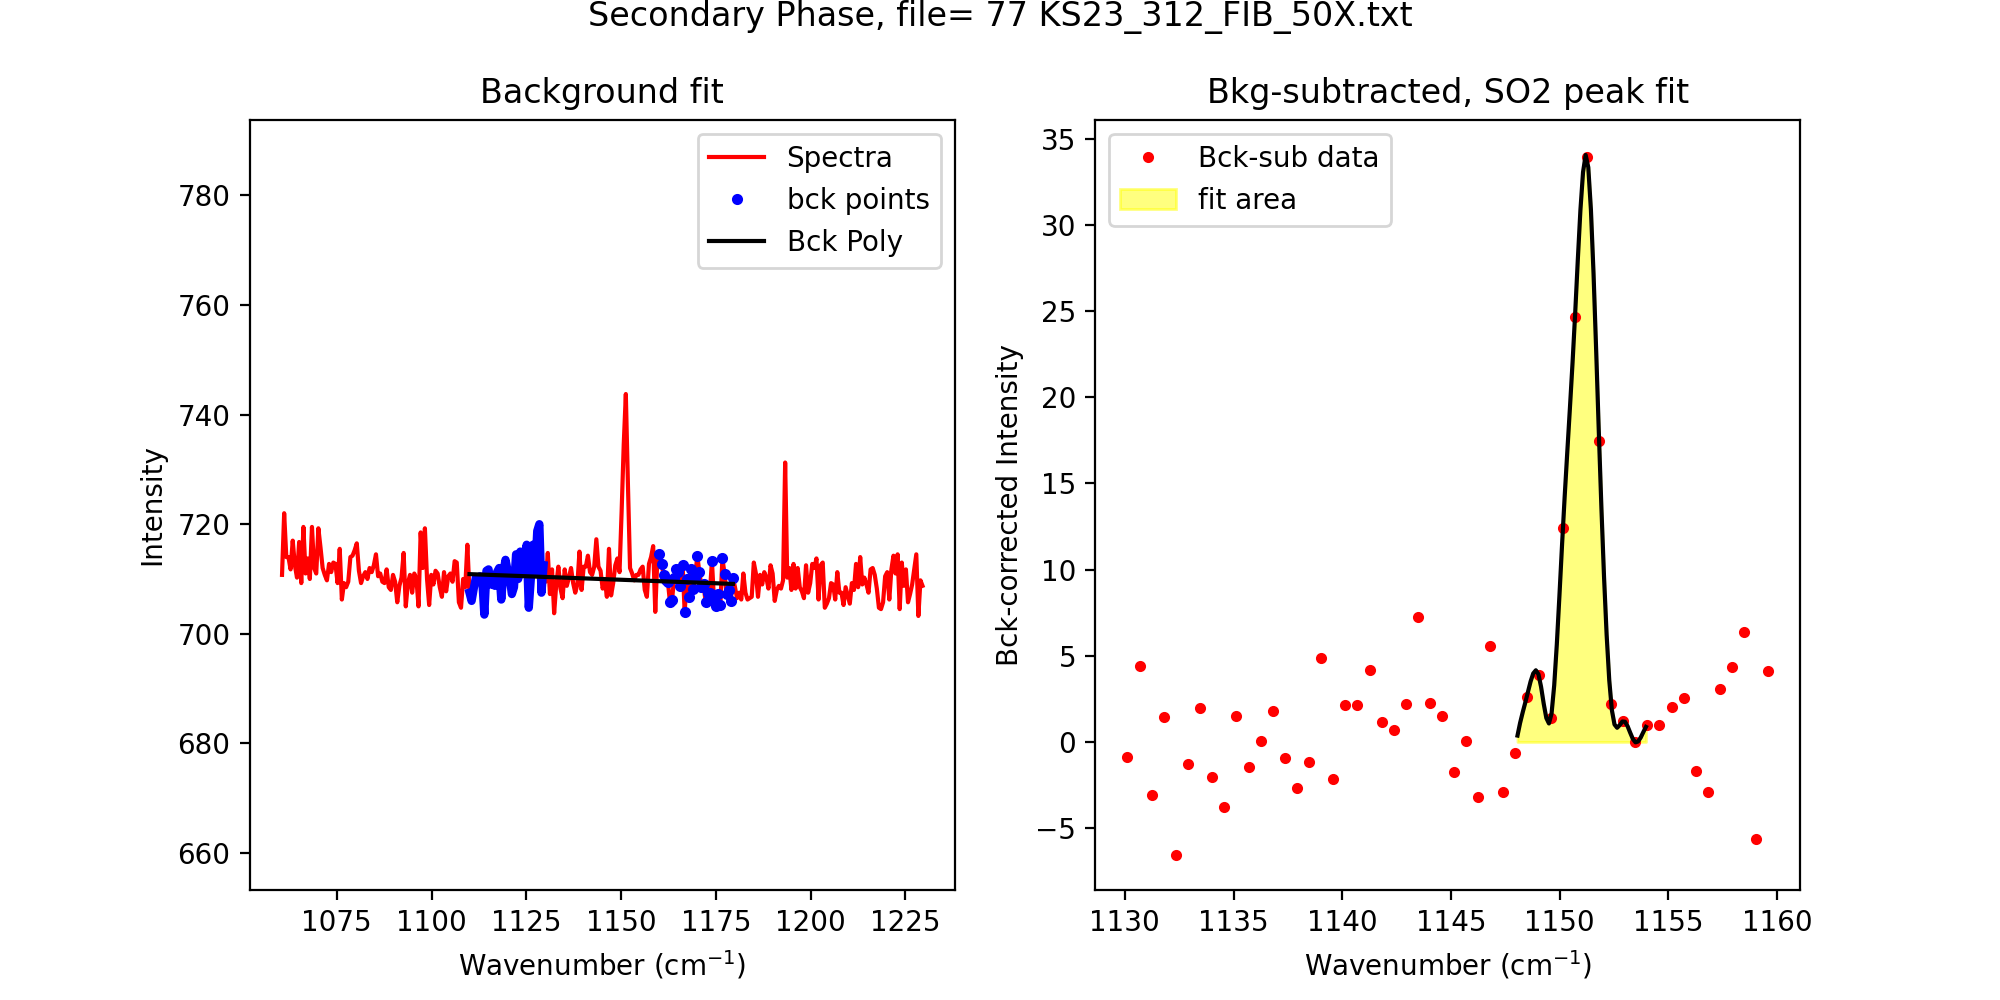 Secondary Phase, file= 77 KS23_312_FIB_50X.txt
Background fit
Spectra
bck points
Bck Poly
Intensity
780
760
740
720
700
680
660
1075 1100 1125 1150 1175 1200 1225
Wavenumber (cm⁻¹)
Bkg-subtracted, SO2 peak fit
Bck-sub data
fit area
Bck-corrected Intensity
35
30
25
20
15
10
5
0
−5
1130 1135 1140 1145 1150 1155 1160
Wavenumber (cm⁻¹)